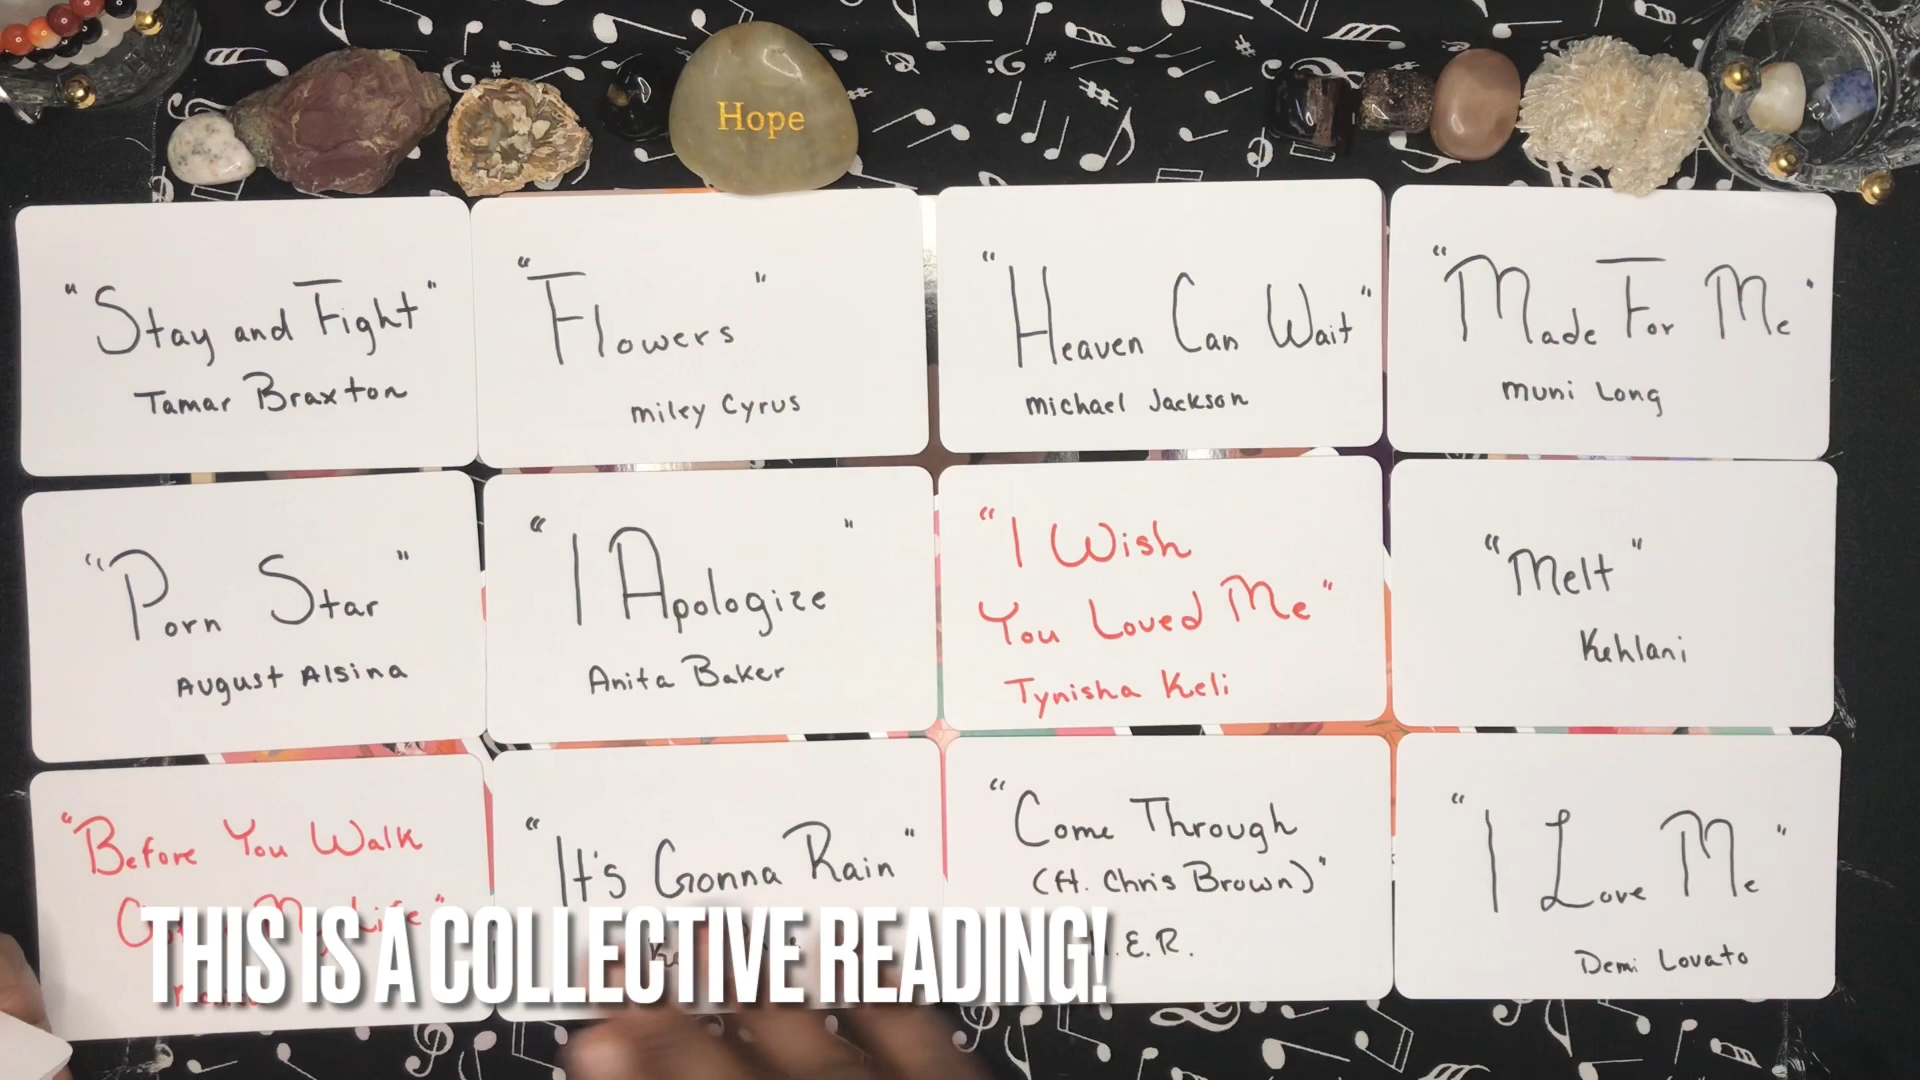 Hope
"Stay and Fight"
Tamar Braxton
"Flowers"
Miley Cyrus
"Heaven Can Wait"
Michael Jackson
"Made For Me"
Muni Long
"Porn Star"
August Alsina
"I Apologize"
Anita Baker
"I Wish
You Loved Me"
Tynisha Keli
"Melt"
Kehlani
"Before You Walk
Life"
"It's Gonna Rain"
"Come Through
(ft. Chris Brown)"
.E.R.
"I Love Me"
Demi Lovato
THIS IS A COLLECTIVE READING!